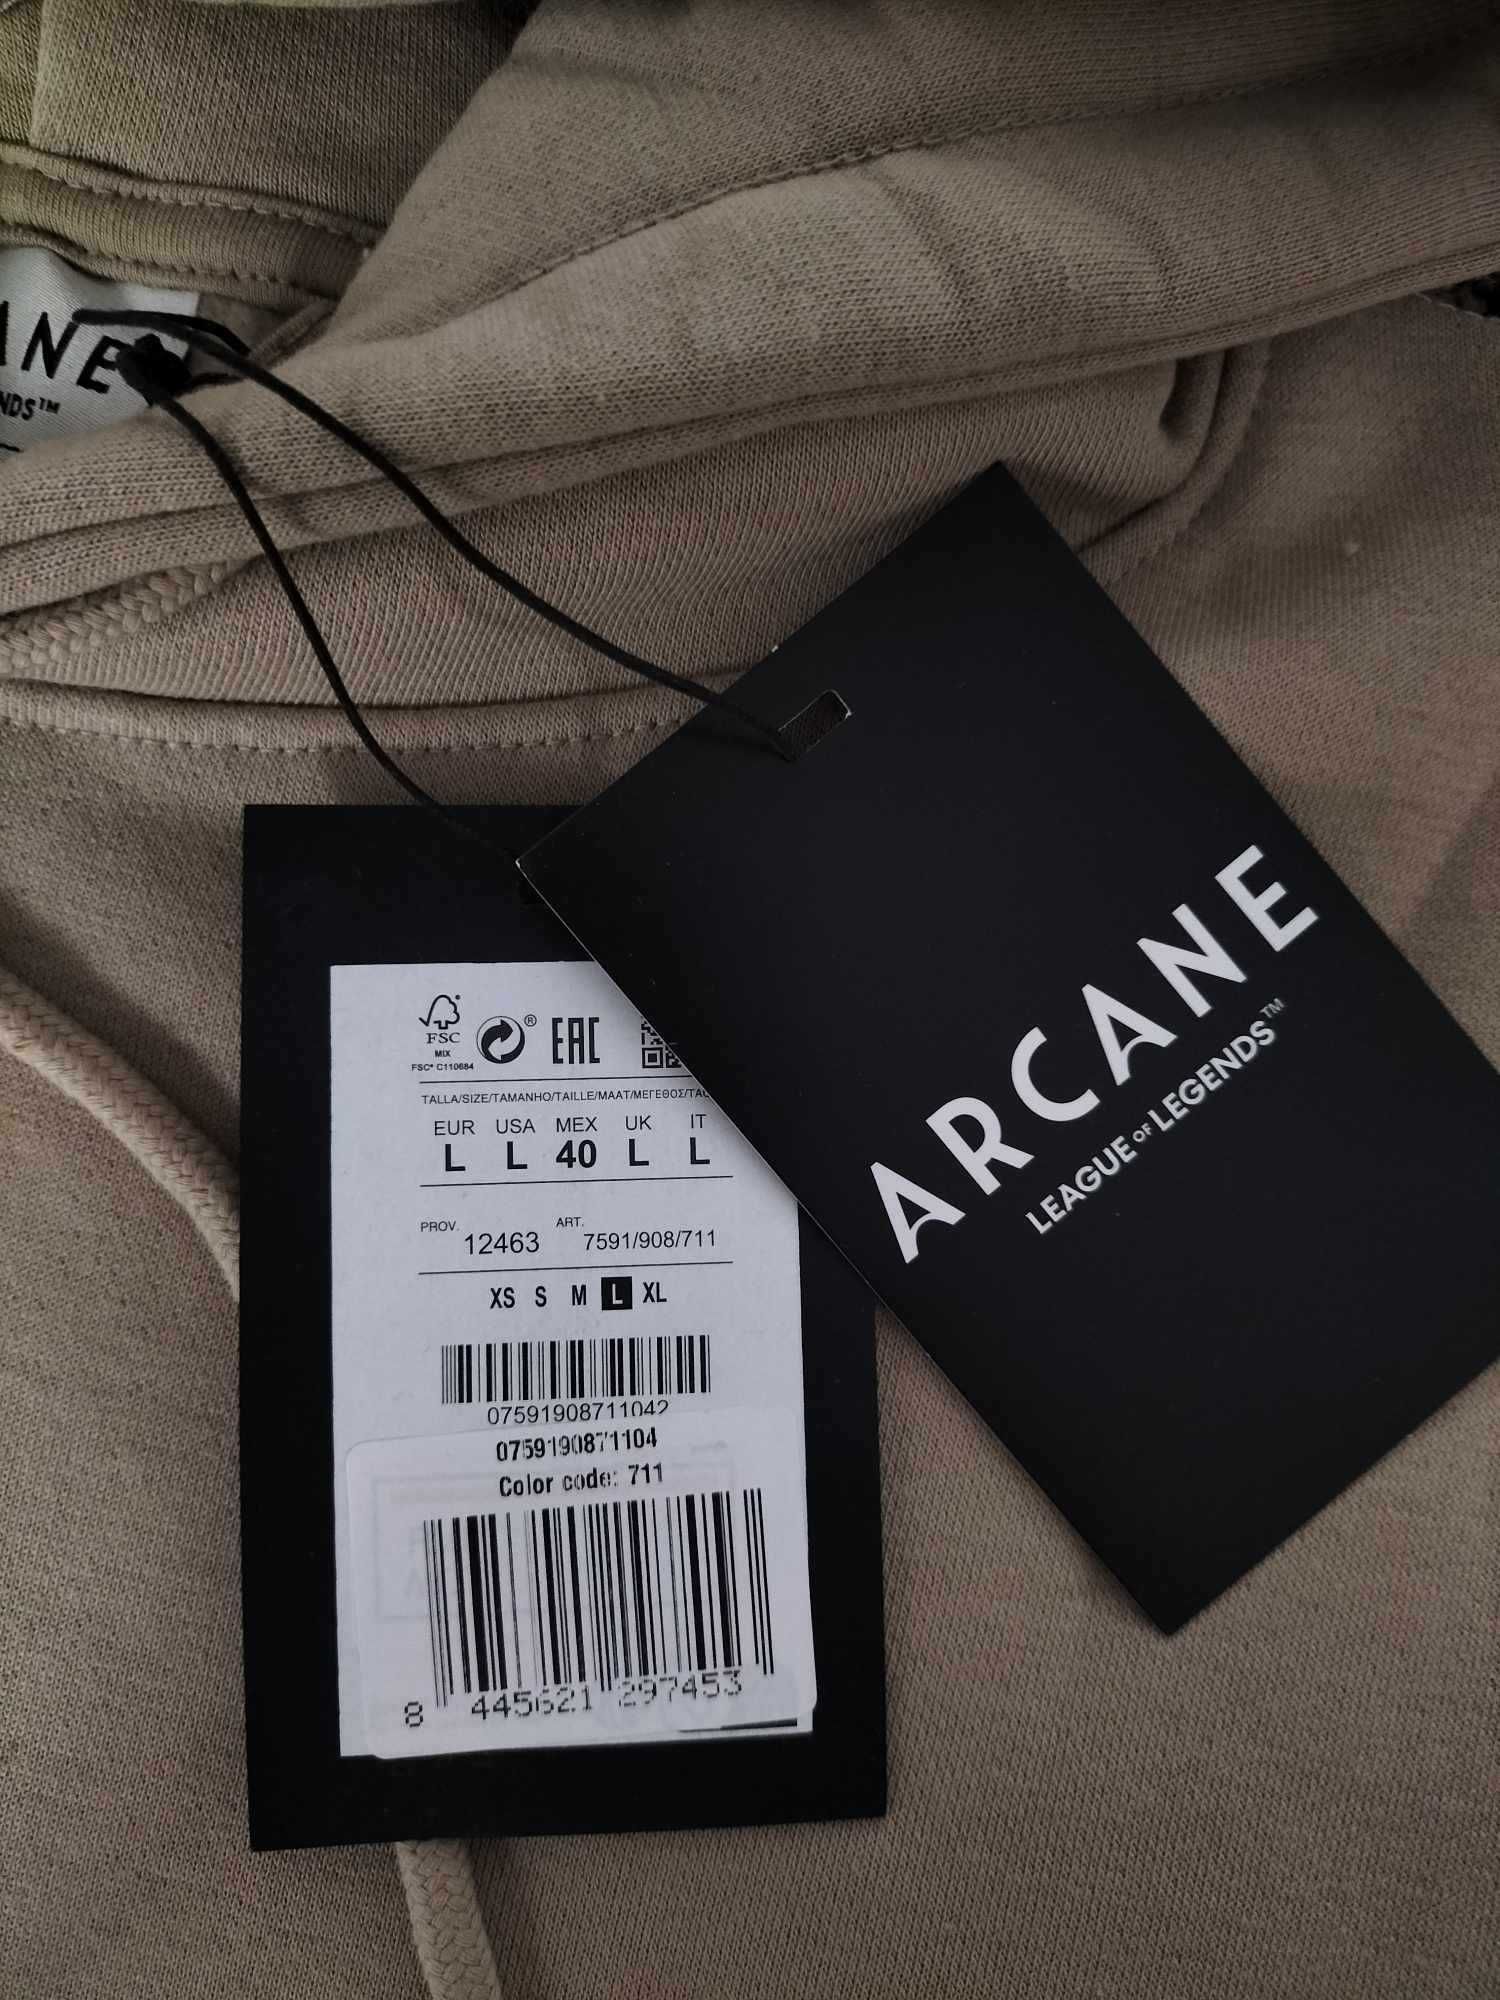 ANE
NDS™
ARCANE
LEAGUE OF LEGENDS™
FSC
MIX
FSC® C110684
® EAC
TALLA/SIZE/TAMANHO/TAILLE/MAAT/ΜΕΓΕΘΟΣ/TAG
EUR USA MEX UK IT
L L 40 L L
PROV. 12463 ART. 7591/908/711
XS S M L XL
07591908711042
0759190871104
Color code: 711
8 445621 297453